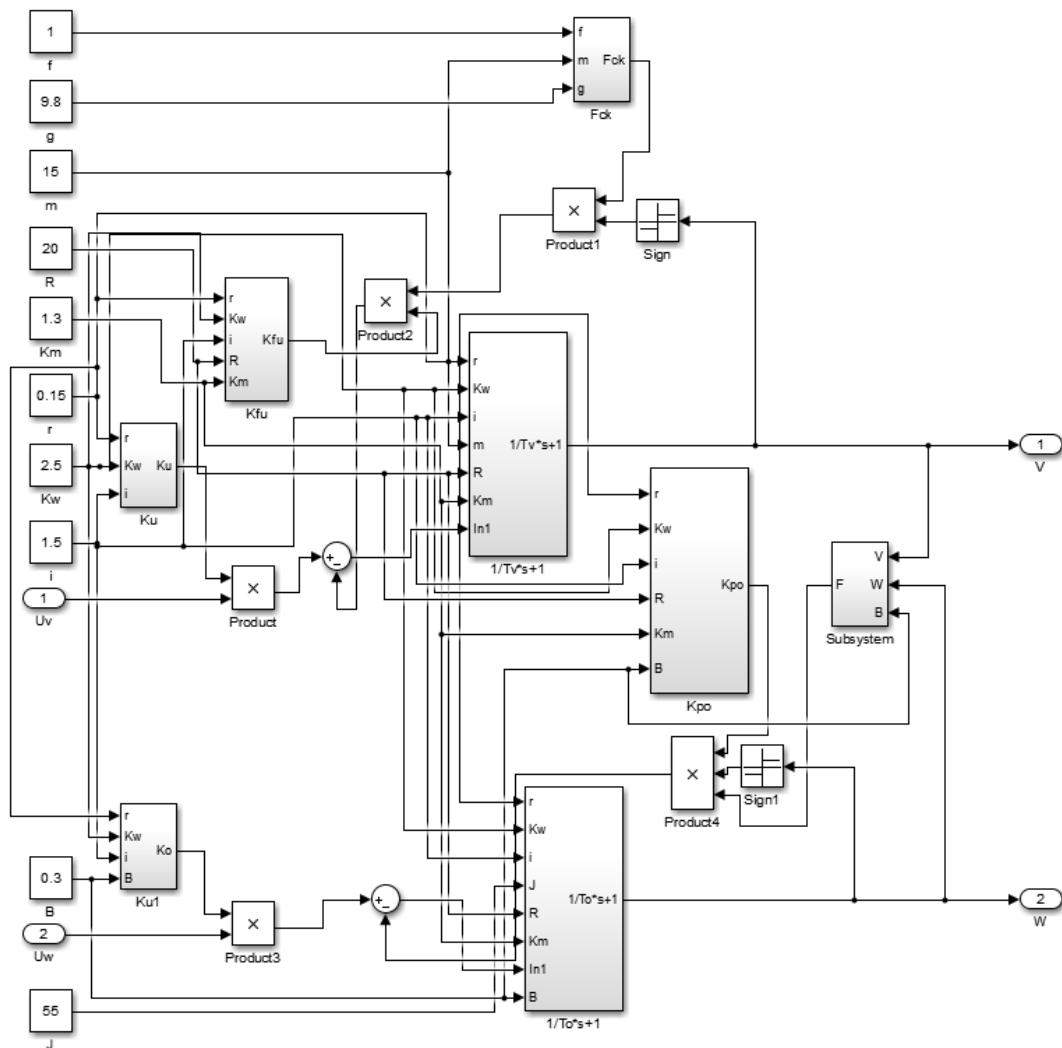 1
f
9.8
g
15
m
20
R
1.3
Km
0.15
r
2.5
Kw
1.5
i
1
Uv
0.3
B
2
Uw
55
J
f
m
g
Fck
Fck
×
Product1
Sign
r
Kw
i
R
Km
Kfu
Kfu
×
Product2
r
Kw
i
Ku
Ku
r
Kw
i
m
R
Km
In1
1/Tv*s+1
1/Tv*s+1
1
V
×
Product
+
−
r
Kw
i
R
Km
B
Kpo
Kpo
V
W
B
F
Subsystem
×
Product4
Sign1
r
Kw
i
B
Ko
Ku1
×
Product3
+
−
r
Kw
i
J
R
Km
In1
B
1/To*s+1
1/To*s+1
2
W